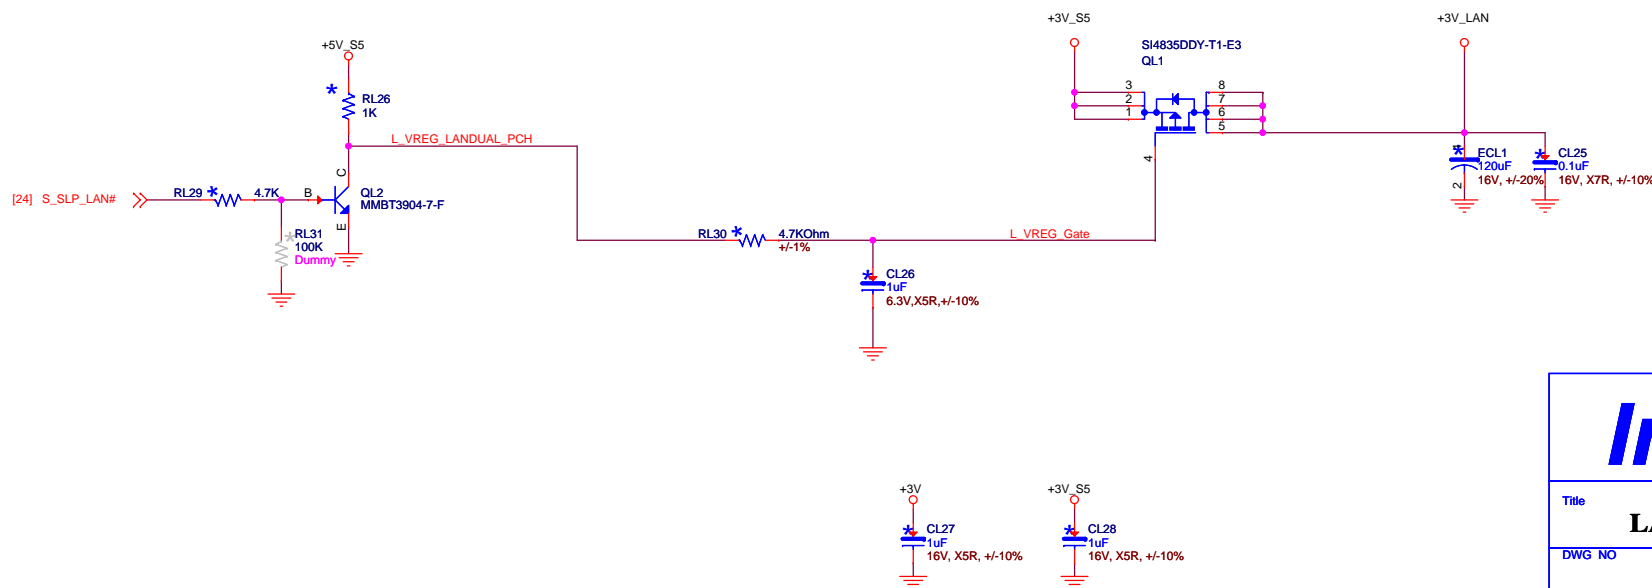 +5V_S5
*
RL26
1K
L_VREG_LANDUAL_PCH
[24] S_SLP_LAN#
RL29 * 4.7K
B
C
E
QL2
MMBT3904-7-F
*
RL31
100K
Dummy
RL30 * 4.7KOhm
+/-1%
L_VREG_Gate
*
CL26
1uF
6.3V,X5R,+/-10%
+3V_S5
SI4835DDY-T1-E3
QL1
3
2
1
8
7
6
5
4
+3V_LAN
*
ECL1
120uF
16V, +/-20%
2
*
CL25
0.1uF
16V, X7R, +/-10%
+3V
*
CL27
1uF
16V, X5R, +/-10%
+3V_S5
*
CL28
1uF
16V, X5R, +/-10%
Title
DWG NO